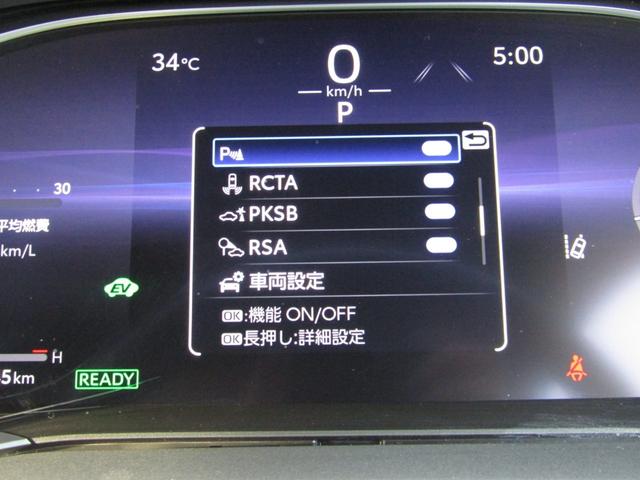 34℃
0
5:00
km/h
P
P
RCTA
30
PKSB
平均燃費
km/L
RSA
車両設定
EV
OK:機能 ON/OFF
OK長押し:詳細設定
H
5km
READY